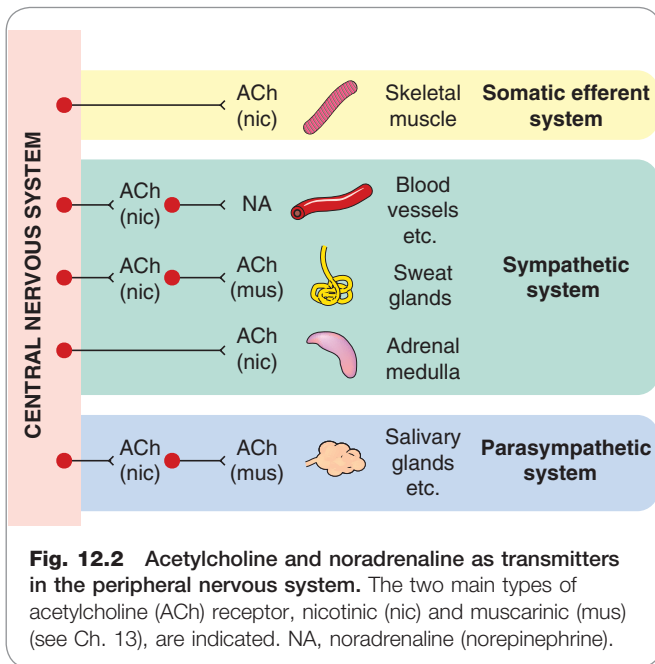 CENTRAL NERVOUS SYSTEM
ACh
(nic)
Skeletal
muscle
Somatic efferent
system
ACh
(nic)
NA
Blood
vessels
etc.
ACh
(nic)
ACh
(mus)
Sweat
glands
Sympathetic
system
ACh
(nic)
Adrenal
medulla
ACh
(nic)
ACh
(mus)
Salivary
glands
etc.
Parasympathetic
system
Fig. 12.2 Acetylcholine and noradrenaline as transmitters
in the peripheral nervous system. The two main types of
acetylcholine (ACh) receptor, nicotinic (nic) and muscarinic (mus)
(see Ch. 13), are indicated. NA, noradrenaline (norepinephrine).